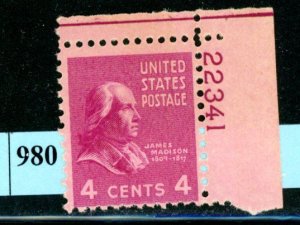 UNITED
STATES
POSTAGE
JAMES
MADISON
1809-1817
4 CENTS 4
22341
980